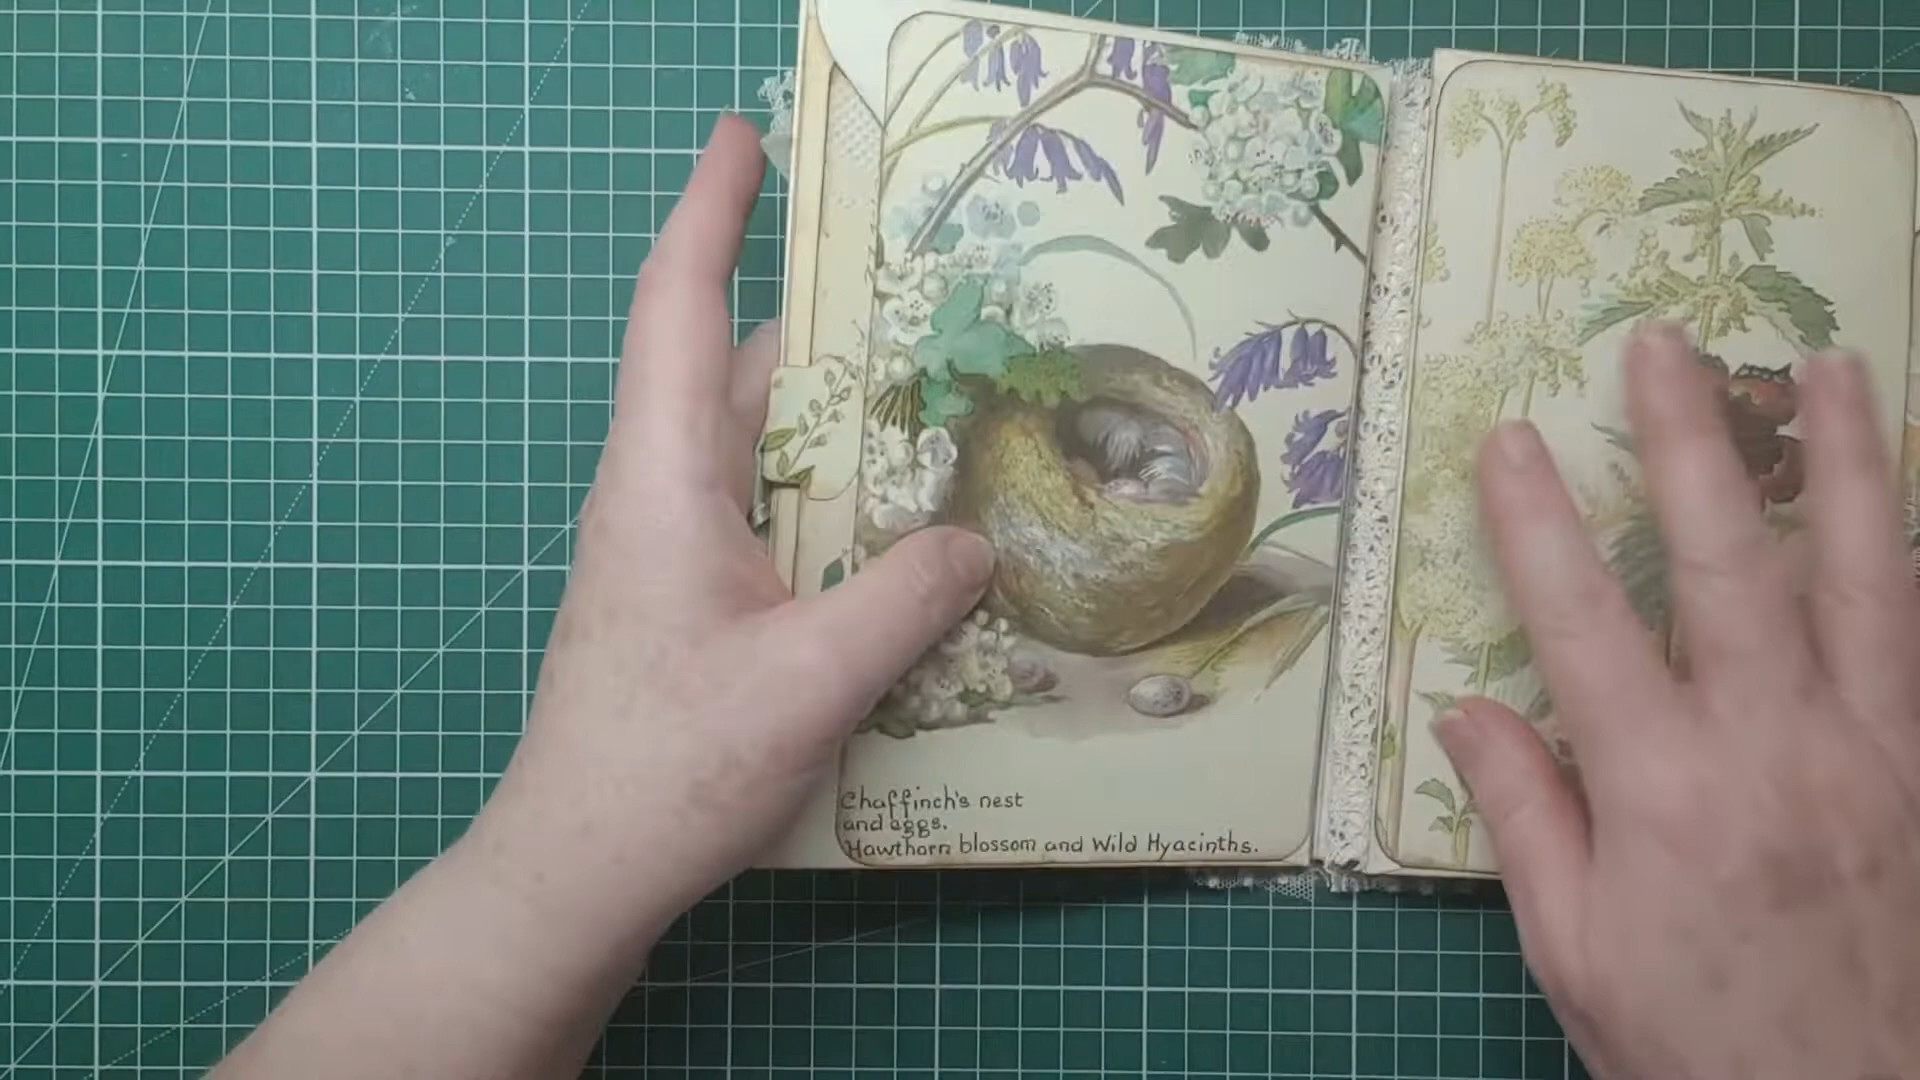 Chaffinch's nest
and eggs.
Hawthorn blossom and Wild Hyacinths.